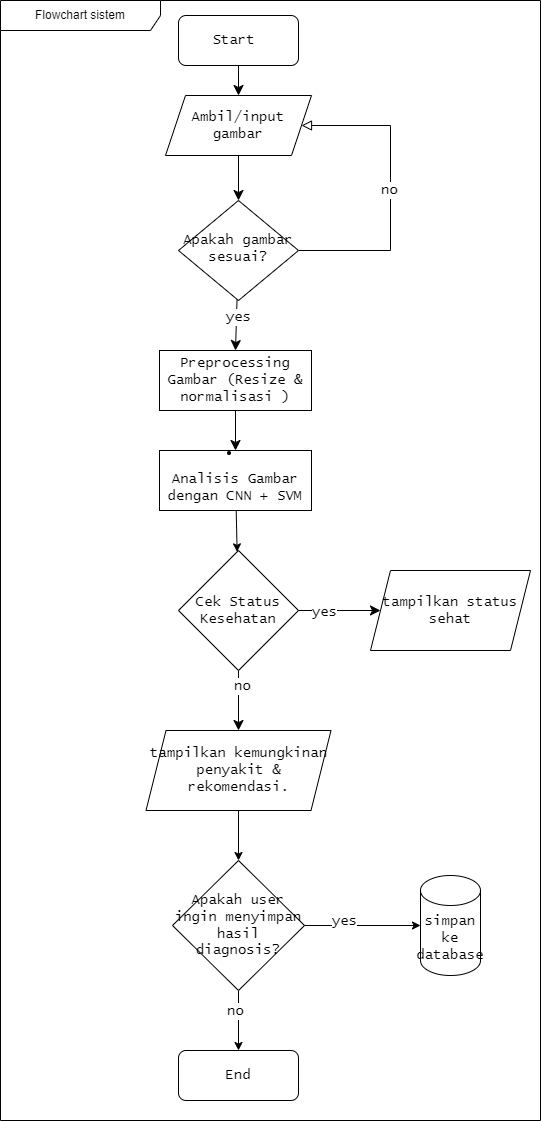 Flowchart sistem
Start
Ambil/input
gambar
no
Apakah gambar
sesuai?
yes
Preprocessing
Gambar (Resize &
normalisasi )
Analisis Gambar
dengan CNN + SVM
Cek Status
Kesehatan
yes
tampilkan status
sehat
no
tampilkan kemungkinan
penyakit &
rekomendasi.
Apakah user
ingin menyimpan
hasil
diagnosis?
yes
simpan
ke
database
no
End